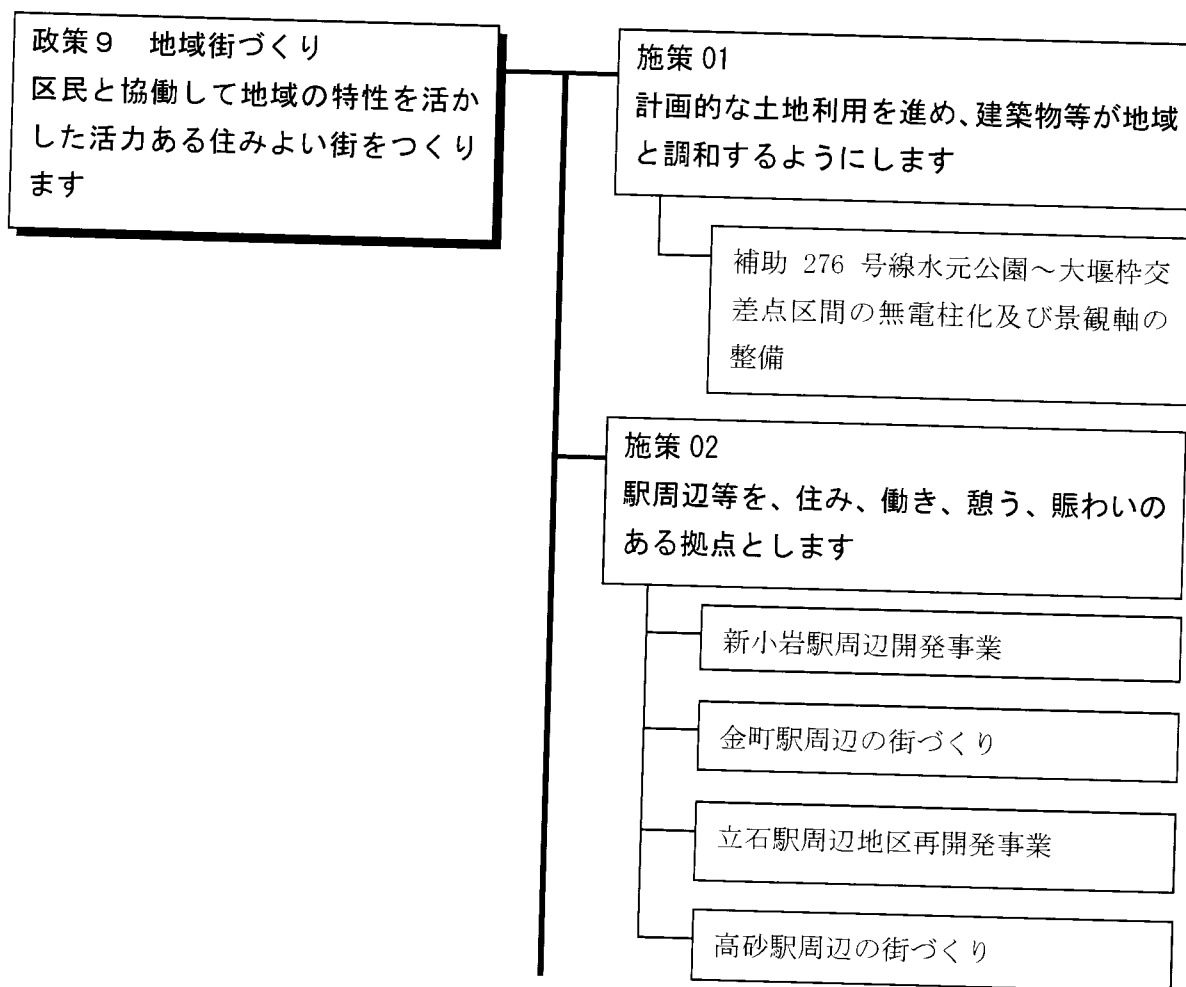 政策９　地域街づくり
区民と協働して地域の特性を活か
した活力ある住みよい街をつくり
ます
施策 01
計画的な土地利用を進め、建築物等が地域
と調和するようにします
補助 276 号線水元公園～大堰枠交
差点区間の無電柱化及び景観軸の
整備
施策 02
駅周辺等を、住み、働き、憩う、賑わいの
ある拠点とします
新小岩駅周辺開発事業
金町駅周辺の街づくり
立石駅周辺地区再開発事業
高砂駅周辺の街づくり